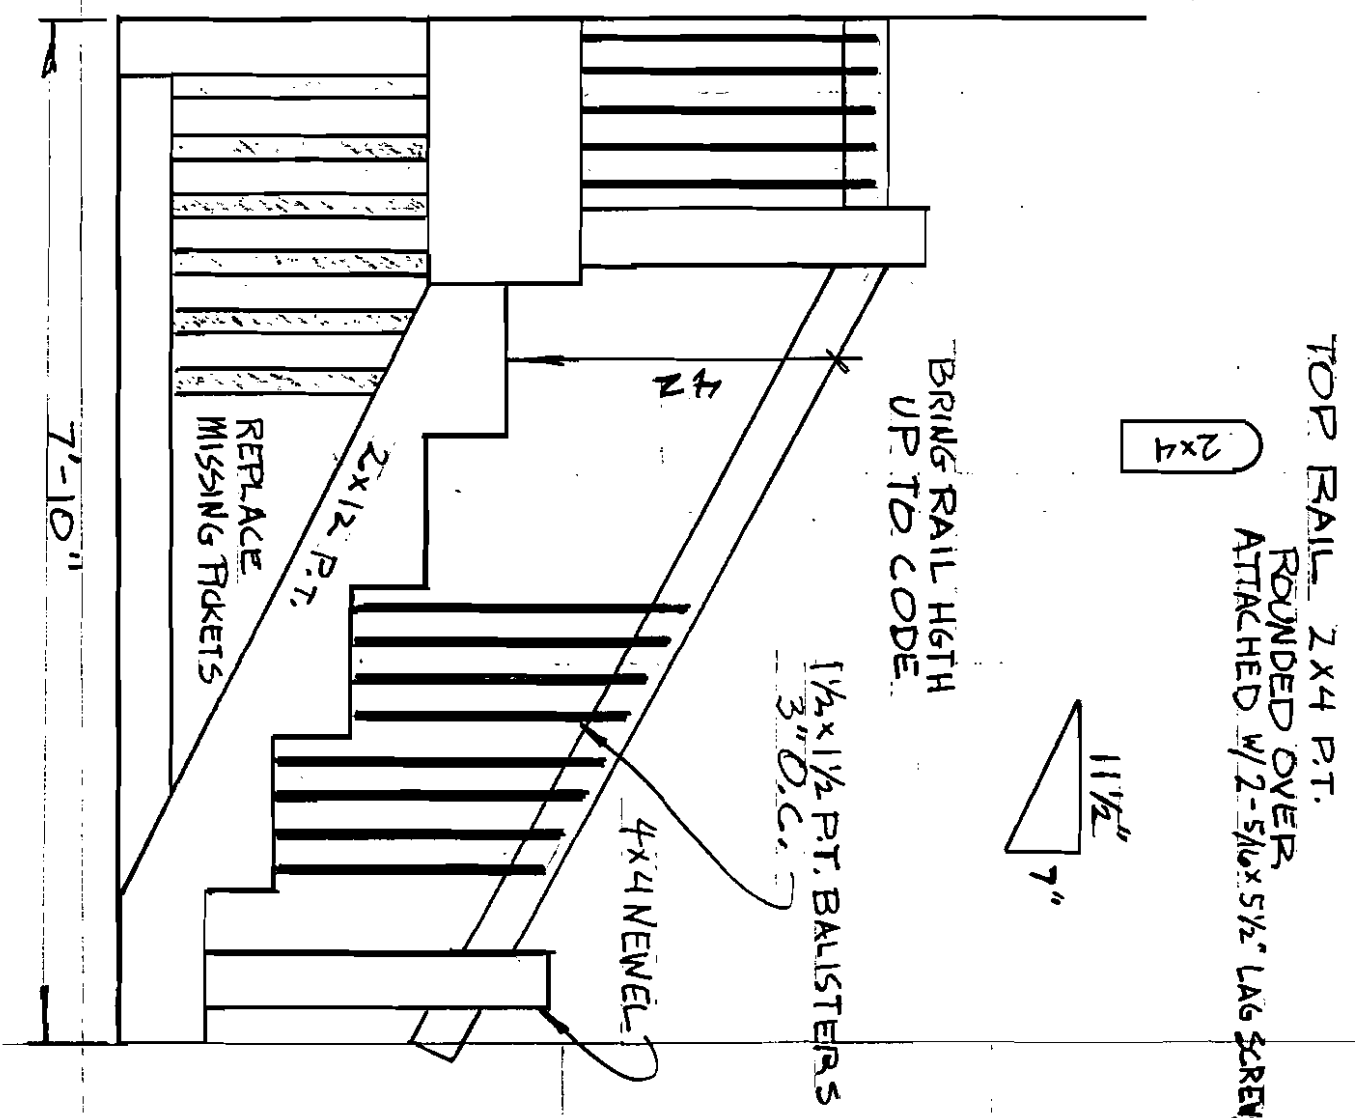 TOP RAIL 2X4 P.T.
ROUNDED OVER
ATTACHED W/ 2-5/16 x 5 1/2" LAG SCREW
2x4
11 1/2"
7"
BRING RAIL HGTH
UP TO CODE
1 1/2 x 1 1/2 P.T. BALISTERS
3" O.C.
4x4 NEWEL
2x12 P.T.
REPLACE
MISSING PICKETS
7'-10"